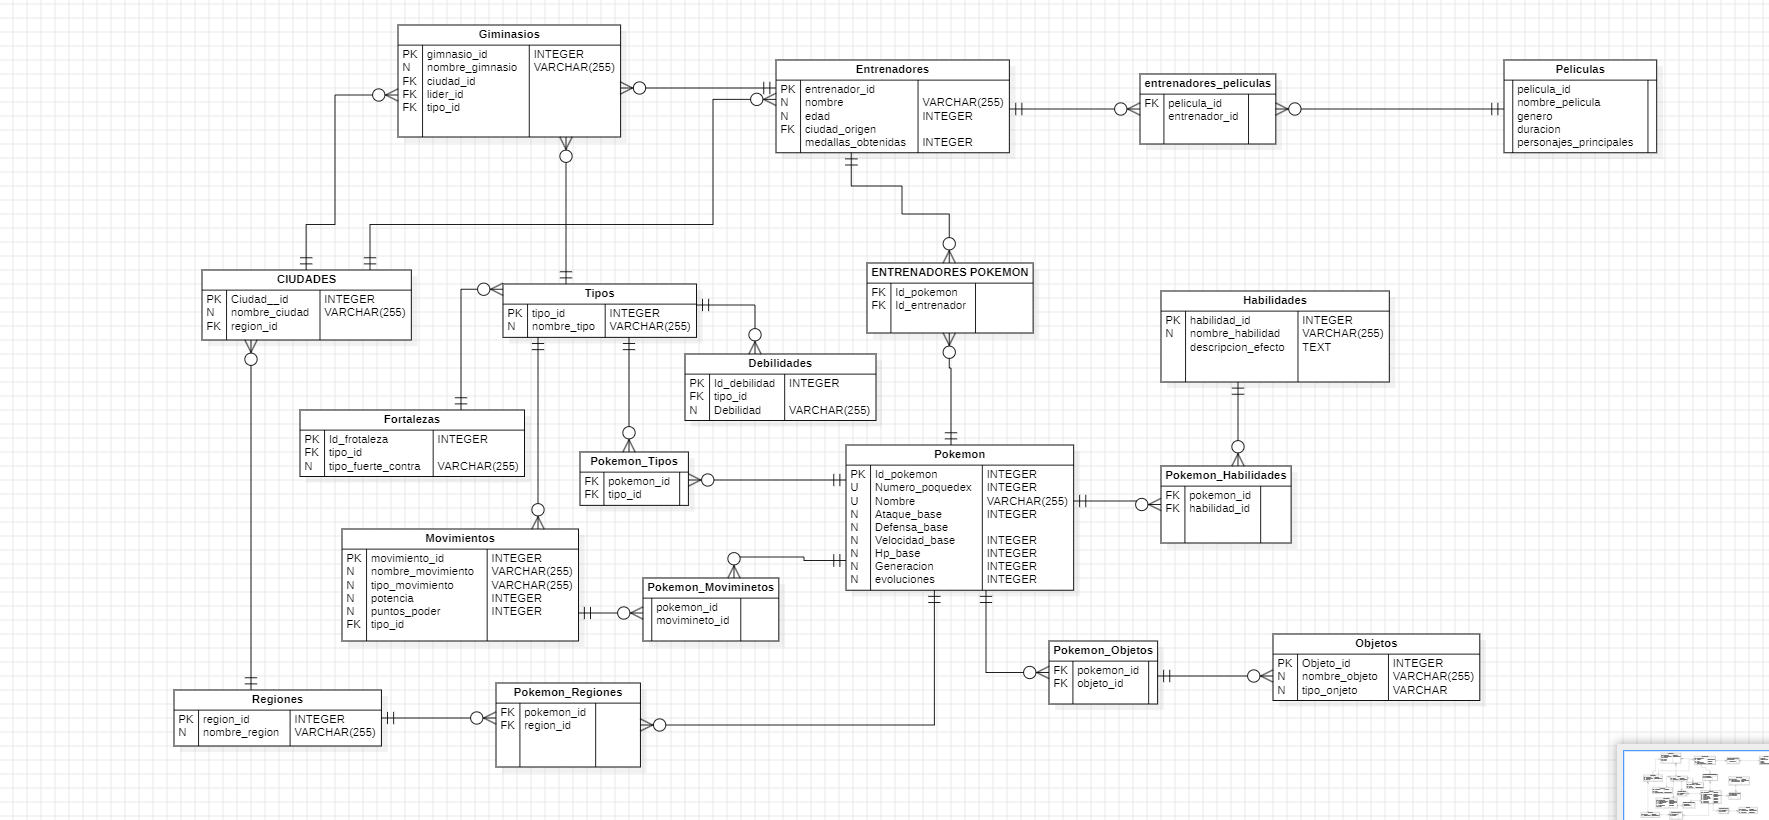 Giminasios
PK gimnasio_id INTEGER
N nombre_gimnasio VARCHAR(255)
FK ciudad_id
FK lider_id
FK tipo_id
Entrenadores
PK entrenador_id
N nombre VARCHAR(255)
N edad INTEGER
FK ciudad_origen
medallas_obtenidas INTEGER
entrenadores_peliculas
FK pelicula_id
entrenador_id
Peliculas
pelicula_id
nombre_pelicula
genero
duracion
personajes_principales
CIUDADES
PK Ciudad__id INTEGER
N nombre_ciudad VARCHAR(255)
FK region_id
Tipos
PK tipo_id INTEGER
N nombre_tipo VARCHAR(255)
ENTRENADORES POKEMON
FK Id_pokemon
FK Id_entrenador
Habilidades
PK habilidad_id INTEGER
N nombre_habilidad VARCHAR(255)
descripcion_efecto TEXT
Debilidades
PK Id_debilidad INTEGER
FK tipo_id
N Debilidad VARCHAR(255)
Fortalezas
PK Id_frotaleza INTEGER
FK tipo_id
N tipo_fuerte_contra VARCHAR(255)
Pokemon_Tipos
FK pokemon_id
FK tipo_id
Pokemon
PK Id_pokemon INTEGER
U Numero_poquedex INTEGER
U Nombre VARCHAR(255)
N Ataque_base INTEGER
N Defensa_base
N Velocidad_base INTEGER
N Hp_base INTEGER
N Generacion INTEGER
N evoluciones INTEGER
Pokemon_Habilidades
FK pokemon_id
FK habilidad_id
Movimientos
PK movimiento_id INTEGER
N nombre_movimiento VARCHAR(255)
N tipo_movimiento VARCHAR(255)
N potencia INTEGER
N puntos_poder INTEGER
FK tipo_id
Pokemon_Moviminetos
pokemon_id
movimineto_id
Pokemon_Objetos
FK pokemon_id
FK objeto_id
Objetos
PK Objeto_id INTEGER
N nombre_objeto VARCHAR(255)
N tipo_onjeto VARCHAR
Regiones
PK region_id INTEGER
N nombre_region VARCHAR(255)
Pokemon_Regiones
FK pokemon_id
FK region_id